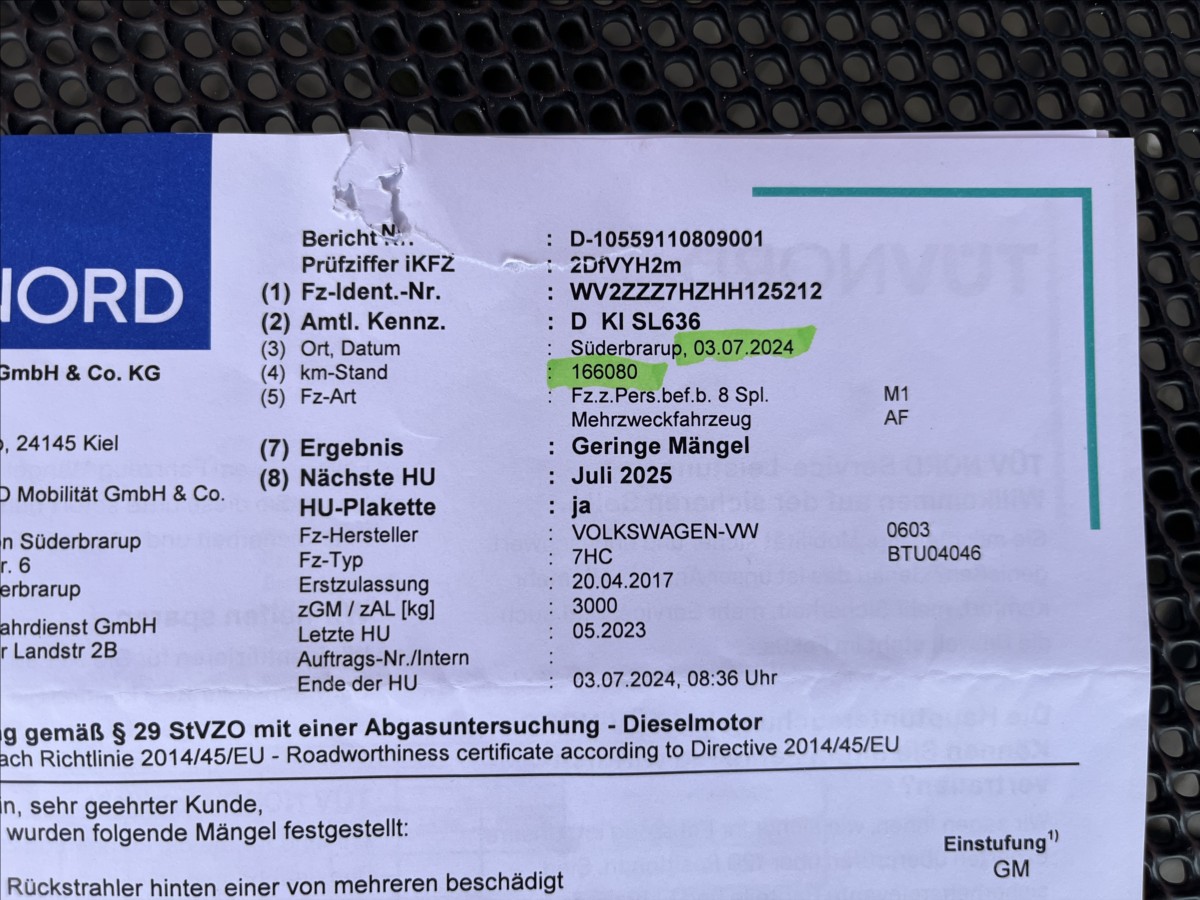 NORD
GmbH & Co. KG
, 24145 Kiel
Mobilität GmbH & Co.
n Süderbrarup
r. 6
erbrarup
ahrdienst GmbH
r Landstr 2B
Bericht : D-10559110809001
Prüfziffer iKFZ : 2DfVYH2m
(1) Fz-Ident.-Nr. : WV2ZZZ7HZHH125212
(2) Amtl. Kennz. : D KI SL636
(3) Ort, Datum : Süderbrarup, 03.07.2024
(4) km-Stand : 166080
(5) Fz-Art : Fz.z.Pers.bef.b. 8 Spl. M1
Mehrzweckfahrzeug AF
(7) Ergebnis : Geringe Mängel
(8) Nächste HU : Juli 2025
HU-Plakette : ja
Fz-Hersteller : VOLKSWAGEN-VW 0603
Fz-Typ : 7HC BTU04046
Erstzulassung : 20.04.2017
zGM / zAL [kg] : 3000
Letzte HU : 05.2023
Auftrags-Nr./Intern :
Ende der HU : 03.07.2024, 08:36 Uhr
g gemäß § 29 StVZO mit einer Abgasuntersuchung - Dieselmotor
ach Richtlinie 2014/45/EU - Roadworthiness certificate according to Directive 2014/45/EU
in, sehr geehrter Kunde,
wurden folgende Mängel festgestellt:
Einstufung1)
Rückstrahler hinten einer von mehreren beschädigt GM